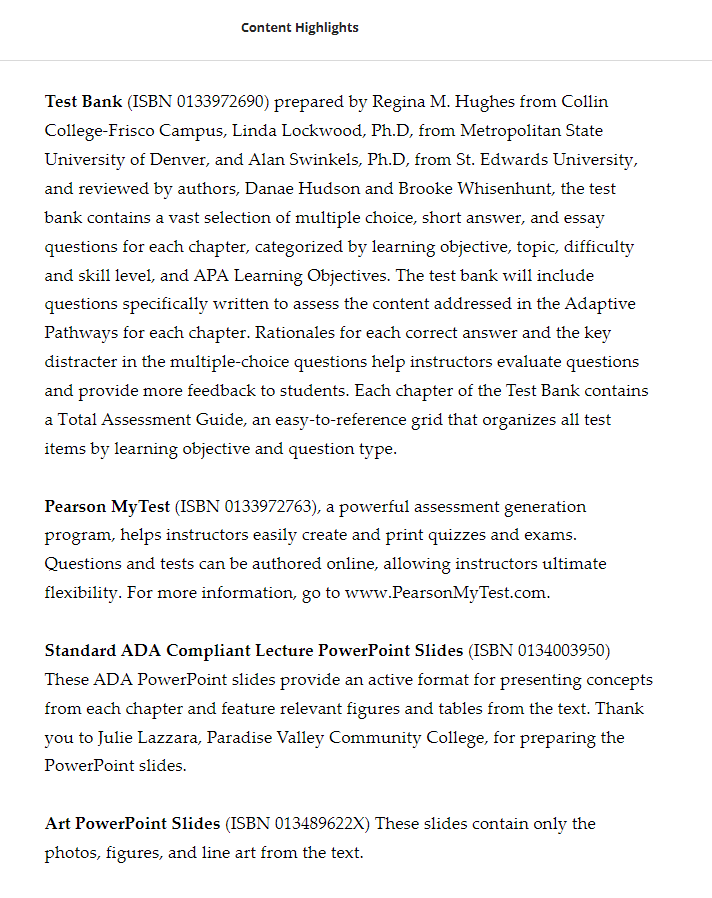 Content Highlights
Test Bank (ISBN 0133972690) prepared by Regina M. Hughes from Collin
College-Frisco Campus, Linda Lockwood, Ph.D, from Metropolitan State
University of Denver, and Alan Swinkels, Ph.D, from St. Edwards University,
and reviewed by authors, Danae Hudson and Brooke Whisenhunt, the test
bank contains a vast selection of multiple choice, short answer, and essay
questions for each chapter, categorized by learning objective, topic, difficulty
and skill level, and APA Learning Objectives. The test bank will include
questions specifically written to assess the content addressed in the Adaptive
Pathways for each chapter. Rationales for each correct answer and the key
distracter in the multiple-choice questions help instructors evaluate questions
and provide more feedback to students. Each chapter of the Test Bank contains
a Total Assessment Guide, an easy-to-reference grid that organizes all test
items by learning objective and question type.
Pearson MyTest (ISBN 0133972763), a powerful assessment generation
program, helps instructors easily create and print quizzes and exams.
Questions and tests can be authored online, allowing instructors ultimate
flexibility. For more information, go to www.PearsonMyTest.com.
Standard ADA Compliant Lecture PowerPoint Slides (ISBN 0134003950)
These ADA PowerPoint slides provide an active format for presenting concepts
from each chapter and feature relevant figures and tables from the text. Thank
you to Julie Lazzara, Paradise Valley Community College, for preparing the
PowerPoint slides.
Art PowerPoint Slides (ISBN 013489622X) These slides contain only the
photos, figures, and line art from the text.